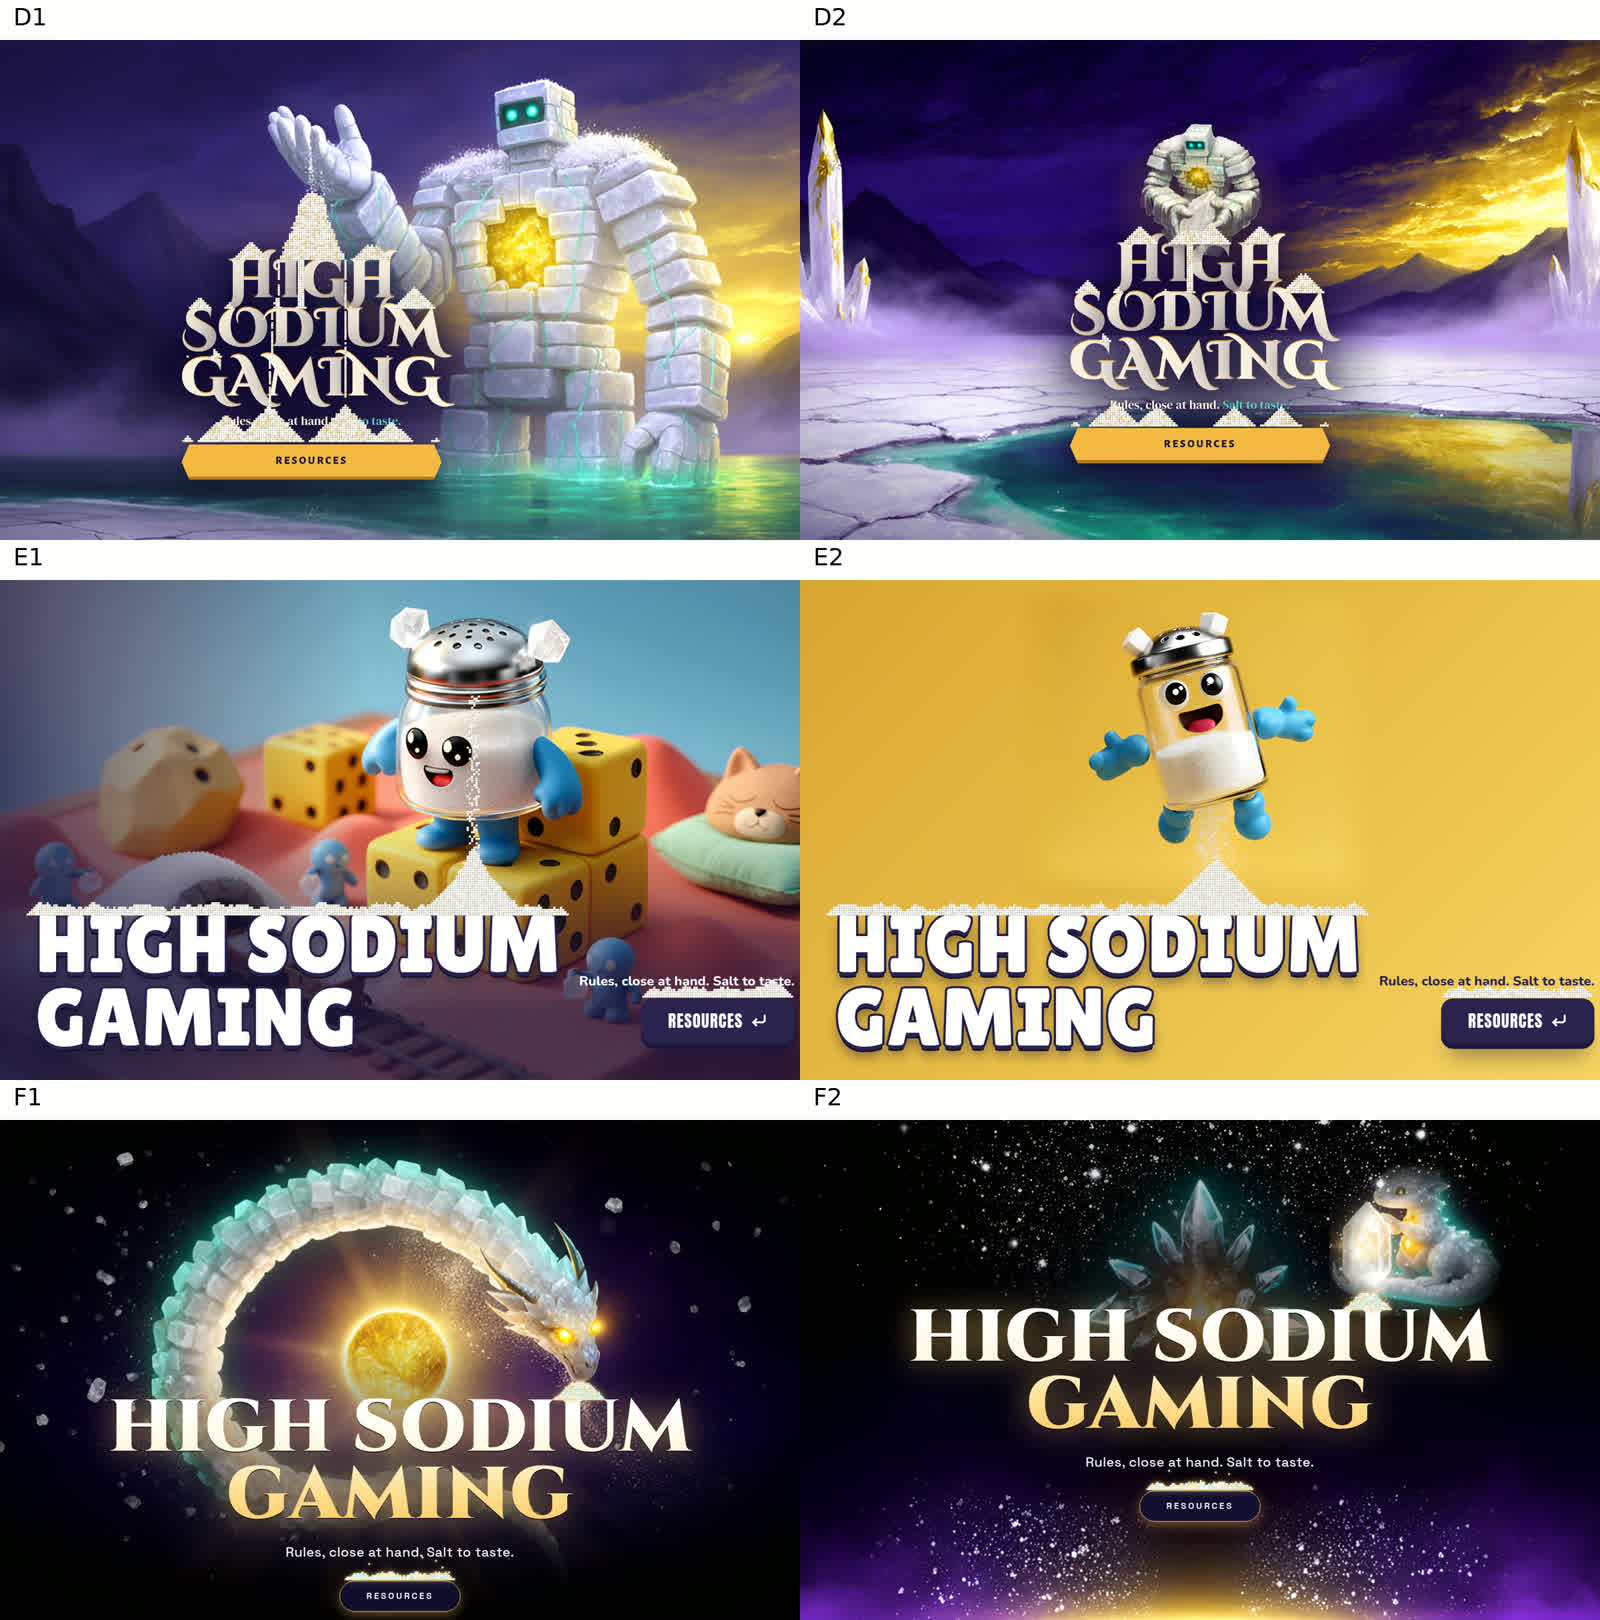 D1
HIGH
SODIUM
GAMING
at hand.
to taste.
RESOURCES
D2
HIGH
SODIUM
GAMING
Rules, close at hand. Salt to taste.
RESOURCES
E1
HIGH SODIUM
GAMING
Rules, close at hand. Salt to taste.
RESOURCES
E2
HIGH SODIUM
GAMING
Rules, close at hand. Salt to taste.
RESOURCES
F1
HIGH SODIUM
GAMING
Rules, close at hand, Salt to taste.
RESOURCES
F2
HIGH SODIUM
GAMING
Rules, close at hand. Salt to taste.
RESOURCES